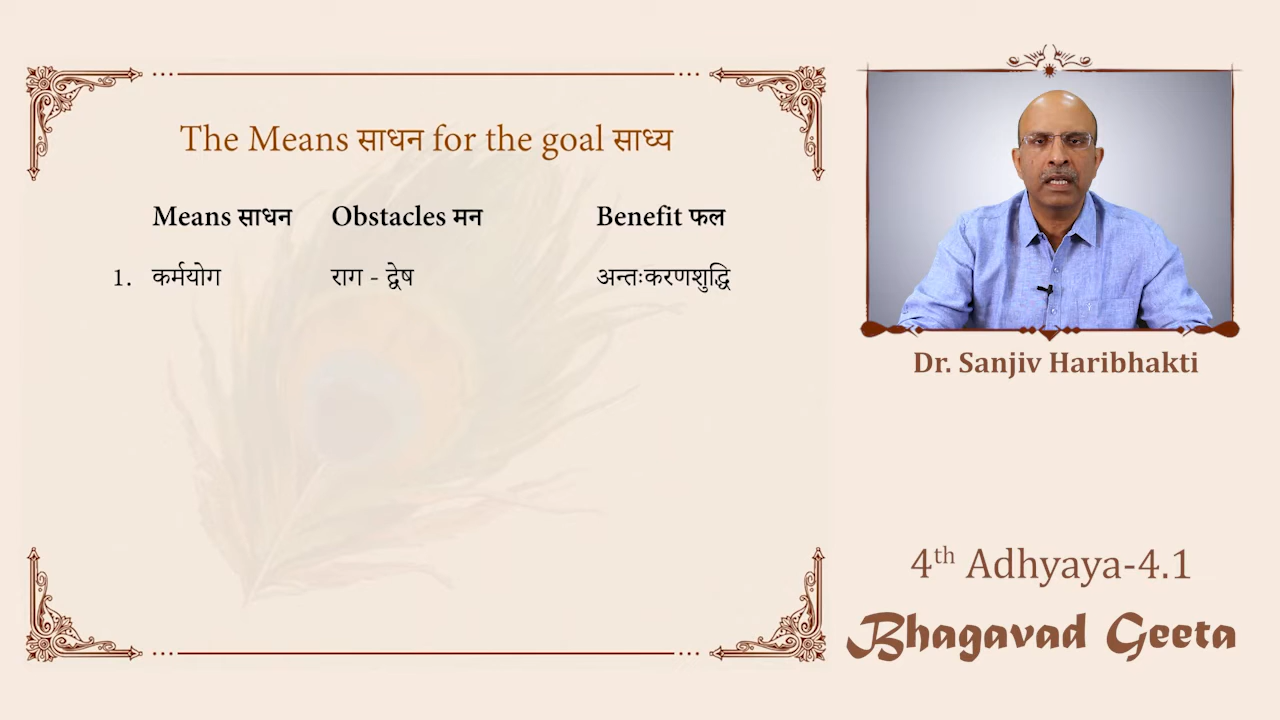 The Means साधन for the goal साध्य
Means साधन Obstacles मन Benefit फल
1. कर्मयोग राग - द्वेष अन्तःकरणशुद्धि
Dr. Sanjiv Haribhakti
4th Adhyaya-4.1
Bhagavad Geeta